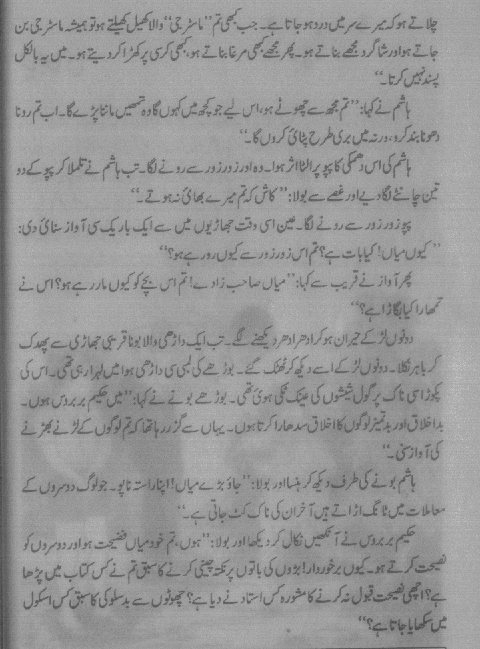 چلاتے ہو کہ میرے سر میں درد ہو جاتا ہے۔ جب کبھی تم ’’ماسٹر جی‘‘ والا کھیل کھیلتے ہو تو ہمیشہ ماسٹر جی بن
جاتے ہو اور شاگرد مجھے بناتے ہو۔ پھر مجھے کبھی مرغا بناتے ہو، کبھی کرسی پر کھڑا کر دیتے ہو۔ میں یہ بالکل
پسند نہیں کرتا۔‘‘
ہاشم نے کہا: ’’تم مجھ سے چھوٹے ہو، اس لیے جو کچھ میں کہوں گا وہ تمھیں ماننا پڑے گا۔ اب تم رونا
دھونا بند کرو، ورنہ میں بری طرح پٹائ کروں گا۔‘‘
ہاشم کی اس دھمکی کا پپو پر الٹا اثر ہوا۔ وہ اور زور زور سے رونے لگا۔ تب ہاشم نے تلملا کر پپو کے دو
تین چانٹے لگا دیے اور غصے سے بولا: ’’کاش کہ تم میرے بھائ نہ ہوتے۔‘‘
پپو زور زور سے رونے لگا۔ عین اسی وقت جھاڑیوں میں سے ایک باریک سی آواز سنائ دی:
’’کیوں میاں! کیا بات ہے؟ تم اس زور زور سے کیوں رو رہے ہو؟‘‘
پھر آواز نے قریب سے کہا: ’’میاں صاحب زادے! تم اس بچے کو کیوں مار رہے ہو؟ اس نے
تمھارا کیا بگاڑا ہے؟‘‘
دونوں لڑکے حیران ہو کر ادھر ادھر دیکھنے لگے۔ تب ایک داڑھی والا بونا قریبی جھاڑی سے پھدک
کر باہر نکلا۔ دونوں لڑکے اسے دیکھ کر ٹھٹک گئے۔ بوڑھے کی لمبی سی داڑھی ہوا میں لہرا رہی تھی۔ اس کی
پکوڑا سی ناک پر گول شیشوں کی عینک ٹکی ہوئ تھی۔ بوڑھے بونے نے کہا: ’’میں حکیم بربروس ہوں۔
بداخلاق اور بدتمیز لوگوں کا اخلاق سدھارا کرتا ہوں۔ یہاں سے گزر رہا تھا کہ تم لوگوں کے لڑنے بھڑنے
کی آواز سنی۔‘‘
ہاشم بونے کی طرف دیکھ کر ہنسا اور بولا: ’’جاؤ بڑے میاں! اپنا راستہ ناپو۔ جو لوگ دوسروں کے
معاملات میں ٹانگ اڑاتے ہیں آخر ان کی ناک کٹ جاتی ہے۔‘‘
حکیم بربروس نے آنکھیں نکال کر دیکھا اور بولا: ’’ہوں، تم خود میاں فضیحت ہو اور دوسروں کو
نصیحت کرتے ہو۔ کیوں برخوردار! بڑوں کی باتوں پر نکتہ چینی کرنے کا سبق تم نے کس کتاب میں پڑھا
ہے؟ اچھی نصیحت قبول نہ کرنے کا مشورہ کس استاد نے دیا ہے؟ چھوٹوں سے بدسلوکی کا سبق کس اسکول
میں سکھایا جاتا ہے؟‘‘